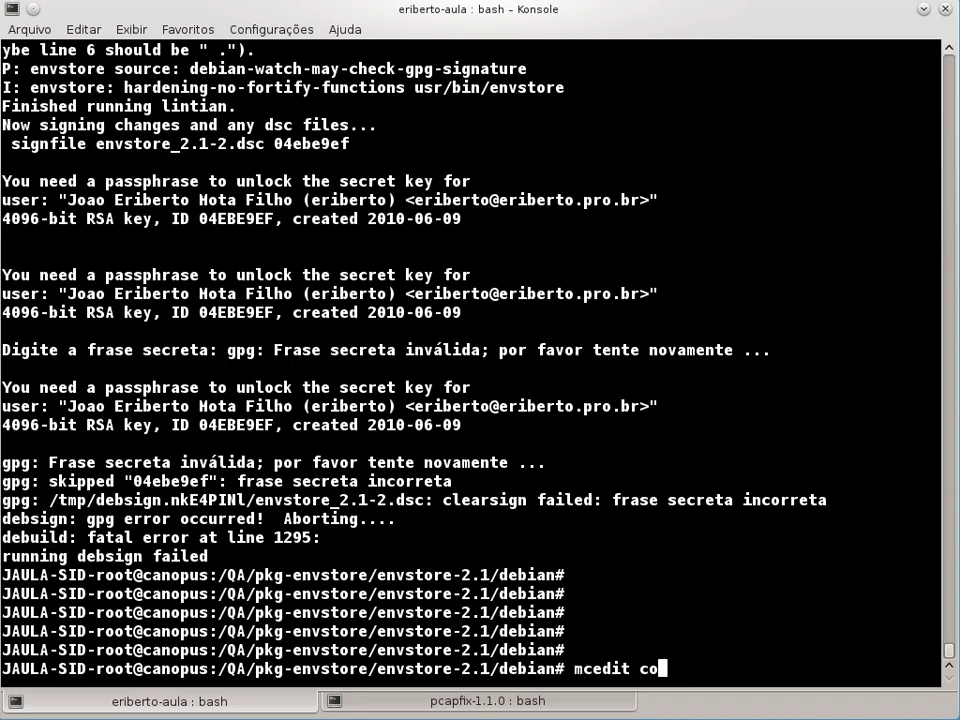 eriberto-aula : bash – Konsole
Arquivo Editar Exibir Favoritos Configurações Ajuda
ybe line 6 should be " .").
P: envstore source: debian-watch-may-check-gpg-signature
I: envstore: hardening-no-fortify-functions usr/bin/envstore
Finished running lintian.
Now signing changes and any dsc files...
 signfile envstore_2.1-2.dsc 04ebe9ef
You need a passphrase to unlock the secret key for
user: "Joao Eriberto Hota Filho (eriberto) <eriberto@eriberto.pro.br>"
4096-bit RSA key, ID 04EBE9EF, created 2010-06-09
You need a passphrase to unlock the secret key for
user: "Joao Eriberto Hota Filho (eriberto) <eriberto@eriberto.pro.br>"
4096-bit RSA key, ID 04EBE9EF, created 2010-06-09
Digite a frase secreta: gpg: Frase secreta inválida; por favor tente novamente ...
You need a passphrase to unlock the secret key for
user: "Joao Eriberto Hota Filho (eriberto) <eriberto@eriberto.pro.br>"
4096-bit RSA key, ID 04EBE9EF, created 2010-06-09
gpg: Frase secreta inválida; por favor tente novamente ...
gpg: skipped "04ebe9ef": frase secreta incorreta
gpg: /tmp/debsign.nkE4PINl/envstore_2.1-2.dsc: clearsign failed: frase secreta incorreta
debsign: gpg error occurred!  Aborting....
debuild: fatal error at line 1295:
running debsign failed
JAULA-SID-root@canopus:/QA/pkg-envstore/envstore-2.1/debian#
JAULA-SID-root@canopus:/QA/pkg-envstore/envstore-2.1/debian#
JAULA-SID-root@canopus:/QA/pkg-envstore/envstore-2.1/debian#
JAULA-SID-root@canopus:/QA/pkg-envstore/envstore-2.1/debian#
JAULA-SID-root@canopus:/QA/pkg-envstore/envstore-2.1/debian#
JAULA-SID-root@canopus:/QA/pkg-envstore/envstore-2.1/debian# mcedit co
eriberto-aula : bash pcapfix-1.1.0 : bash